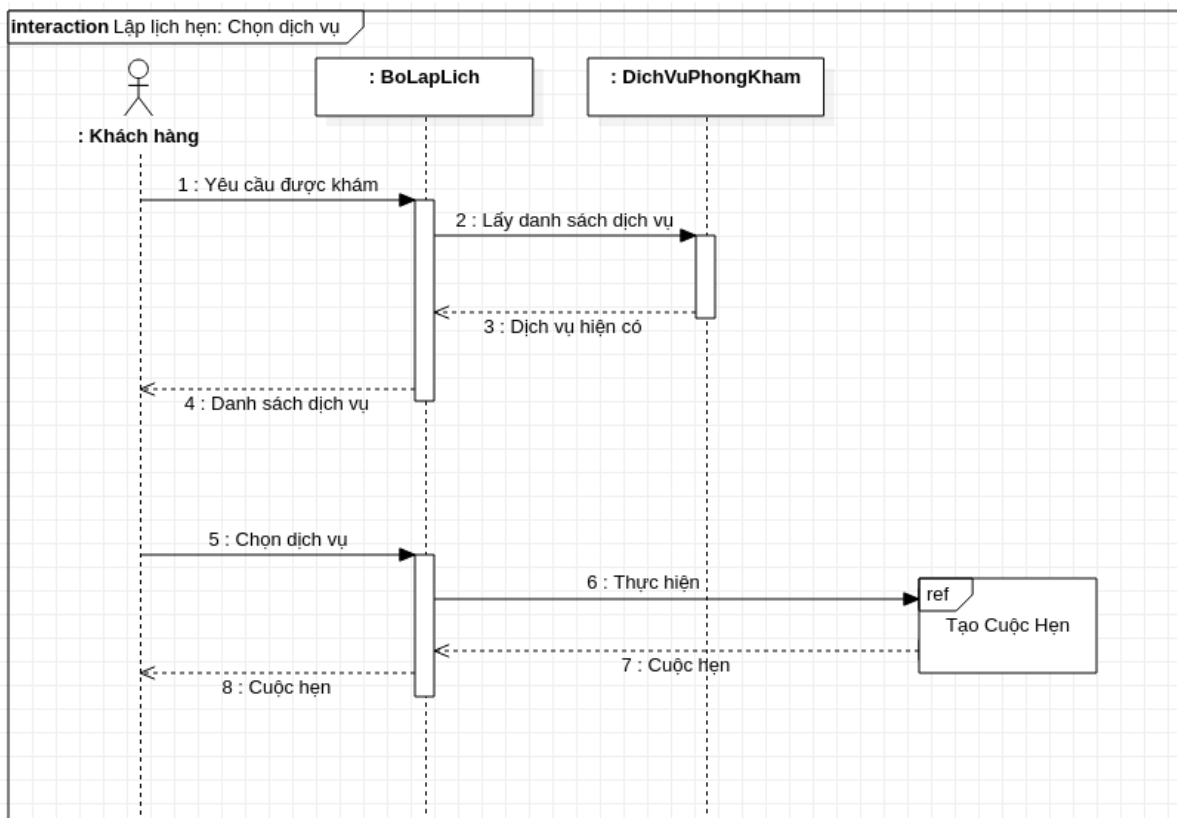 interaction Lập lịch hẹn: Chọn dịch vụ
: BoLapLich
: DichVuPhongKham
: Khách hàng
1 : Yêu cầu được khám
2 : Lấy danh sách dịch vụ
3 : Dịch vụ hiện có
4 : Danh sách dịch vụ
5 : Chọn dịch vụ
6 : Thực hiện
ref
Tạo Cuộc Hẹn
7 : Cuộc hẹn
8 : Cuộc hẹn